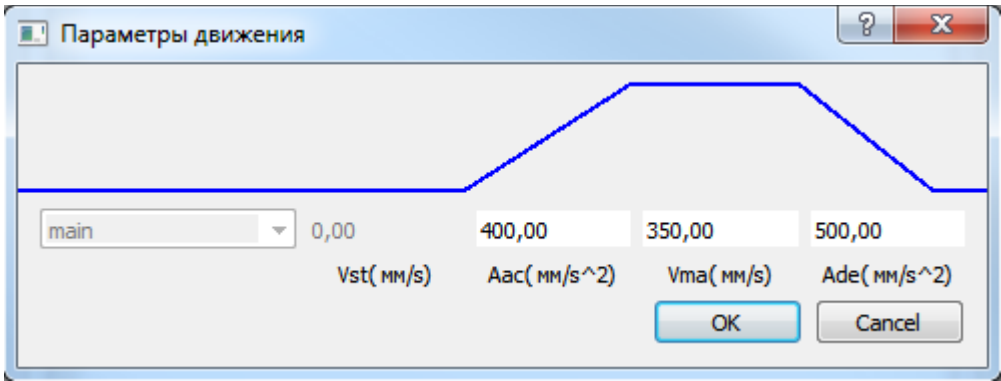 Параметры движения
main 0,00 400,00 350,00 500,00
Vst( мм/s) Aac( мм/s^2) Vma( мм/s) Ade( мм/s^2)
OK Cancel